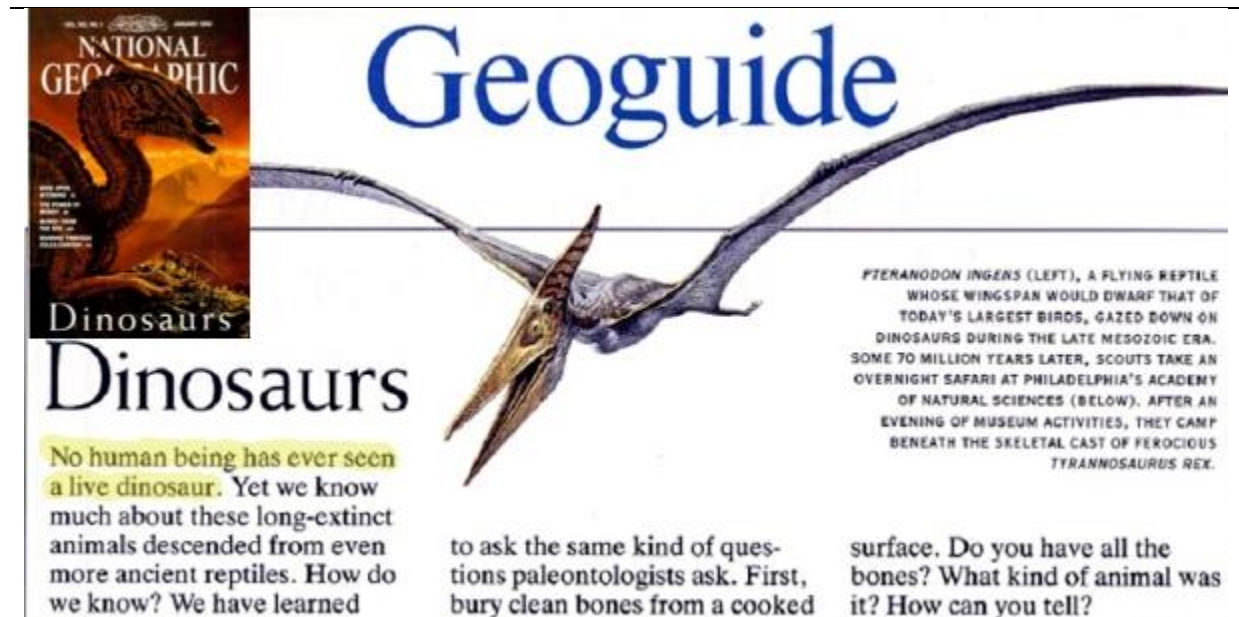 VOL. 183, NO. 1 JANUARY 1993
NATIONAL
GEOGRAPHIC
Dinosaurs
Geoguide
PTERANODON INGENS (LEFT), A FLYING REPTILE
WHOSE WINGSPAN WOULD DWARF THAT OF
TODAY'S LARGEST BIRDS, GAZED DOWN ON
DINOSAURS DURING THE LATE MESOZOIC ERA.
SOME 70 MILLION YEARS LATER, SCOUTS TAKE AN
OVERNIGHT SAFARI AT PHILADELPHIA'S ACADEMY
OF NATURAL SCIENCES (BELOW). AFTER AN
EVENING OF MUSEUM ACTIVITIES, THEY CAMP
BENEATH THE SKELETAL CAST OF FEROCIOUS
TYRANNOSAURUS REX.
Dinosaurs
No human being has ever seen
a live dinosaur. Yet we know
much about these long-extinct
animals descended from even
more ancient reptiles. How do
we know? We have learned
to ask the same kind of ques-
tions paleontologists ask. First,
bury clean bones from a cooked
surface. Do you have all the
bones? What kind of animal was
it? How can you tell?